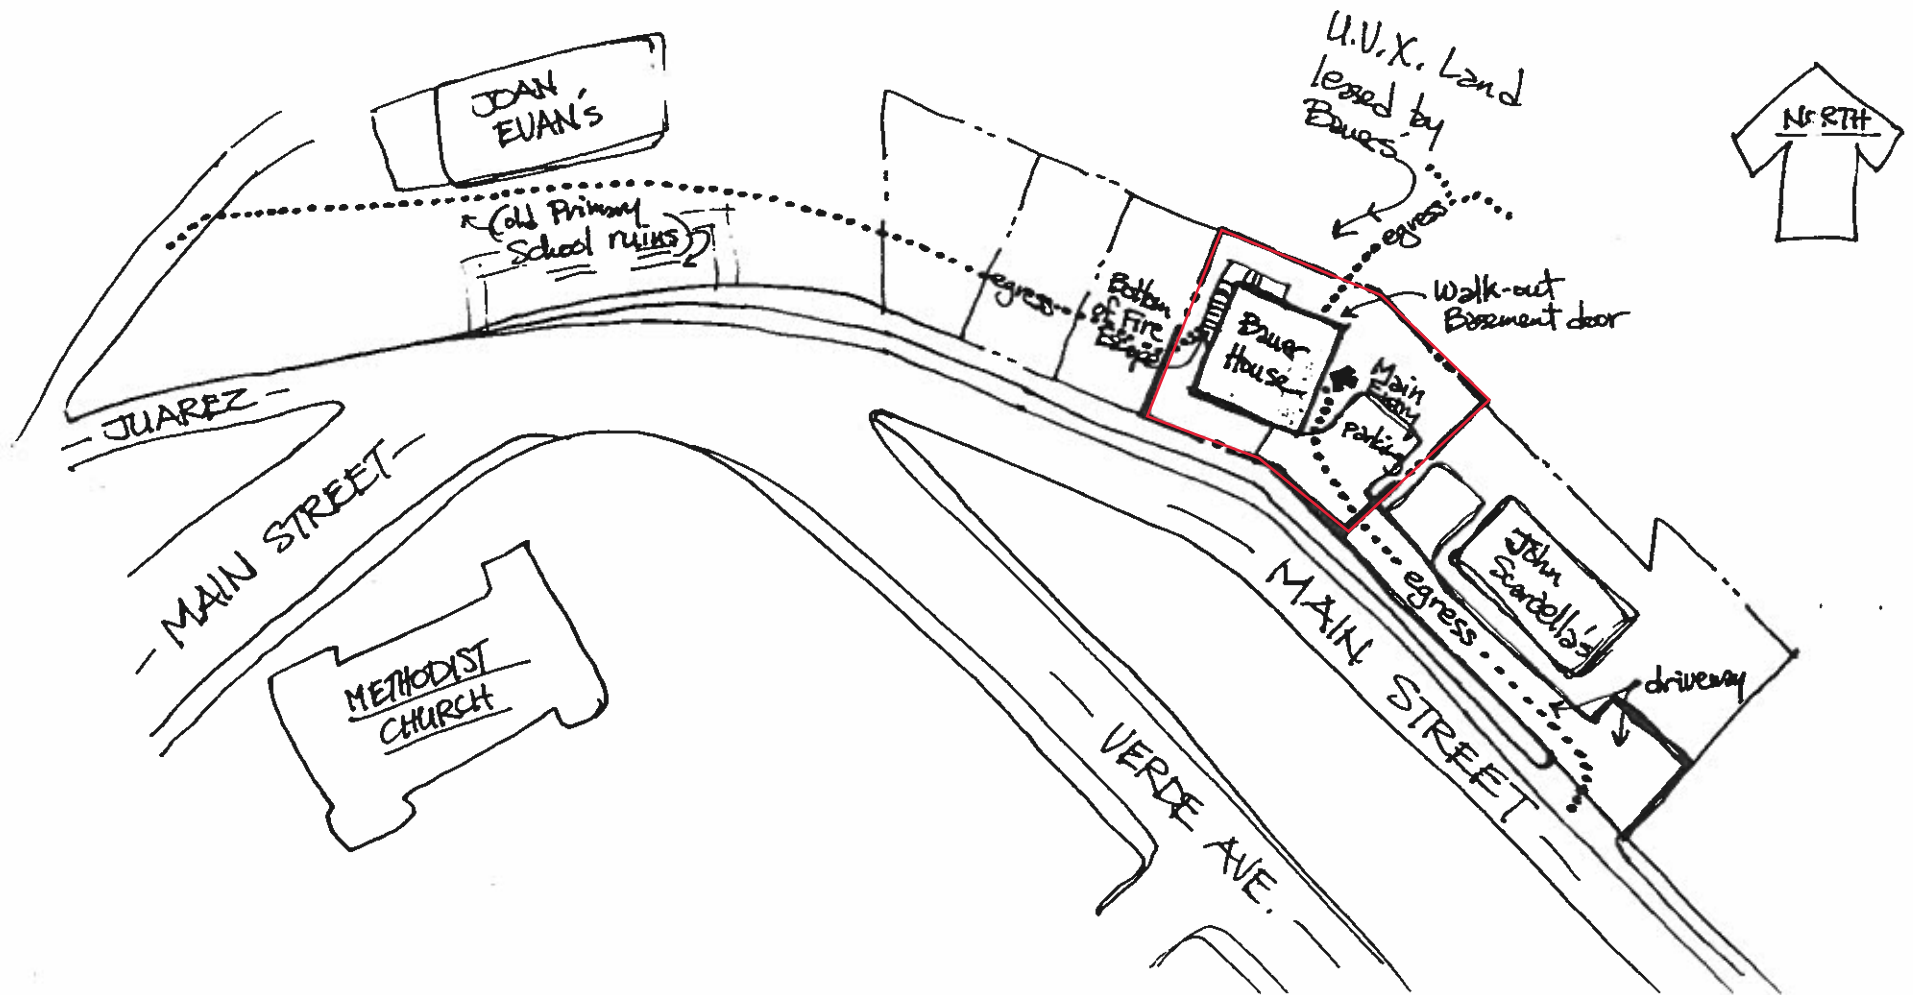 U.V.X. Land
leased by
Bauers'
JOAN
EVAN'S
NORTH
(old Primary
School ruins)
egress
Walk-out
Basement door
egress
Bottom
of Fire
Escape
Bauer
House
Main
Entry
Parking
JUAREZ
MAIN STREET
METHODIST
CHURCH
John
Scardella's
egress
driveway
MAIN STREET
VERDE AVE.